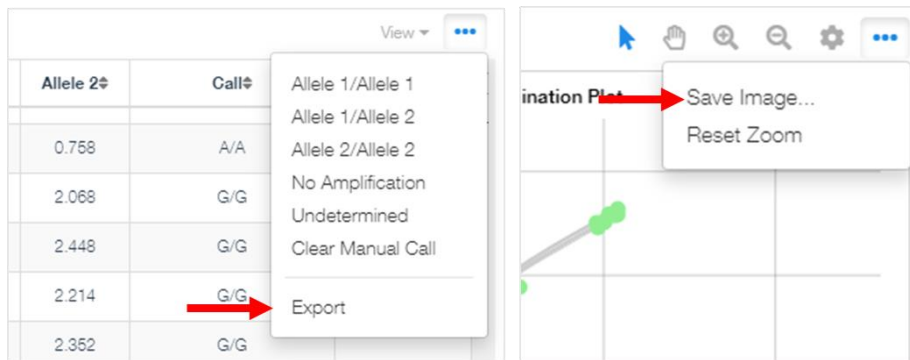 View
Allele 2 Call
0.758 A/A
2.068 G/G
2.448 G/G
2.214 G/G
2.352 G/G
Allele 1/Allele 1
Allele 1/Allele 2
Allele 2/Allele 2
No Amplification
Undetermined
Clear Manual Call
Export
ination Plot
Save Image...
Reset Zoom